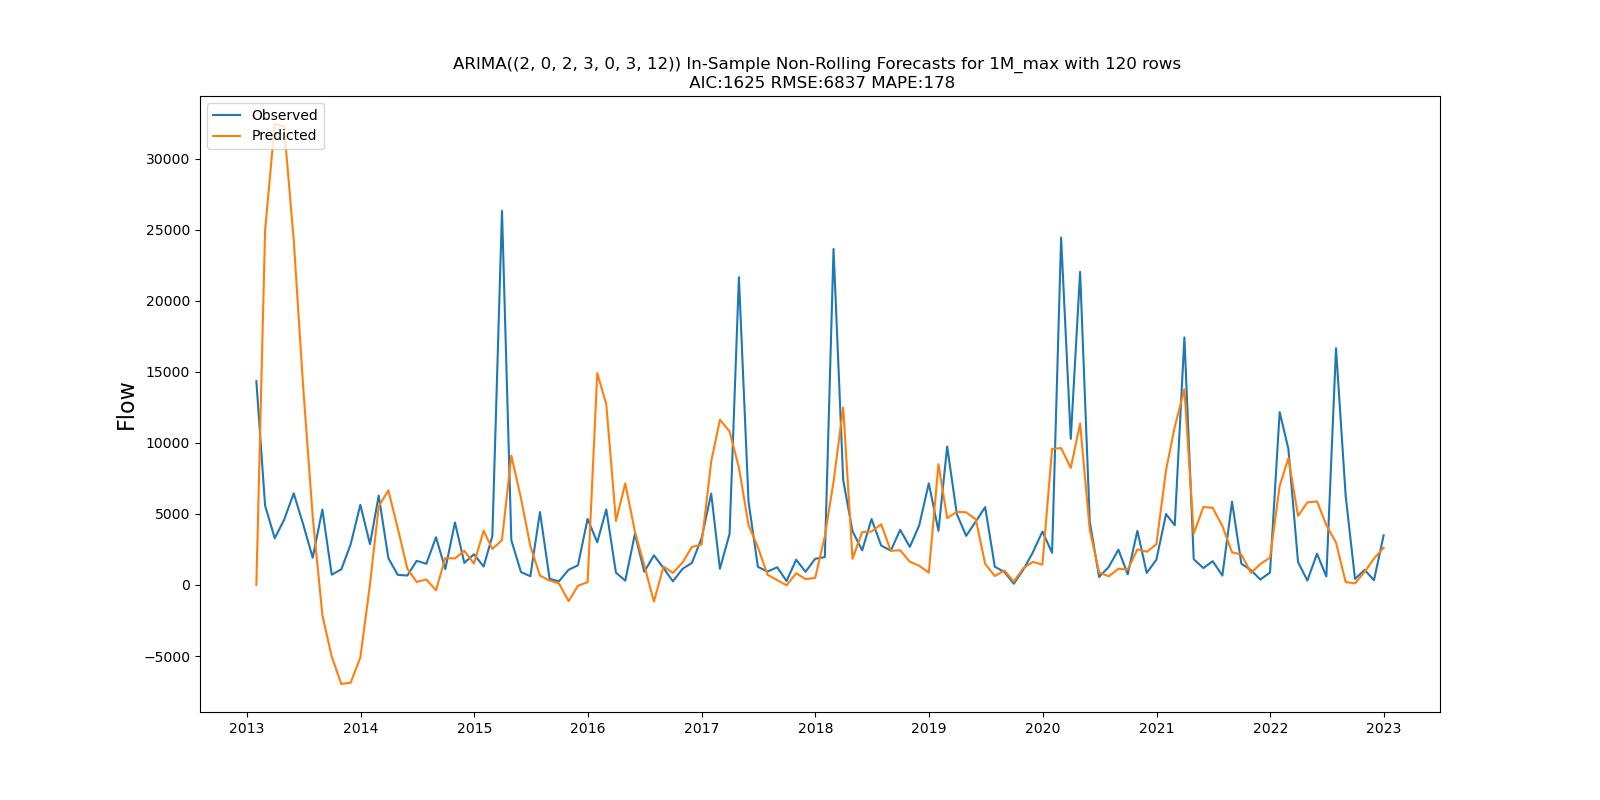 ARIMA((2, 0, 2, 3, 0, 3, 12)) In-Sample Non-Rolling Forecasts for 1M_max with 120 rows
AIC:1625 RMSE:6837 MAPE:178
Observed
Predicted
Flow
30000
25000
20000
15000
10000
5000
0
−5000
2013 2014 2015 2016 2017 2018 2019 2020 2021 2022 2023